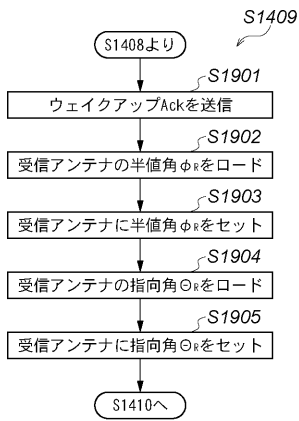 S1409
S1408より
S1901
ウェイクアップAckを送信
S1902
受信アンテナの半値角φRをロード
S1903
受信アンテナに半値角φRをセット
S1904
受信アンテナの指向角ΘRをロード
S1905
受信アンテナに指向角ΘRをセット
S1410へ